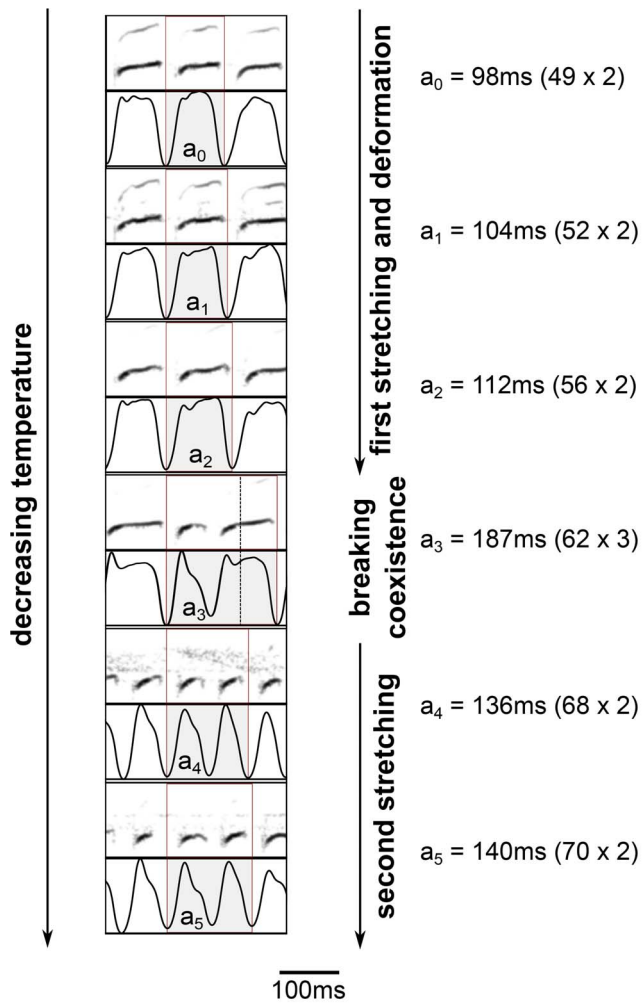 decreasing temperature
a₀
a₁
a₂
a₃
a₄
a₅
first stretching and deformation
breaking
coexistence
second stretching
a₀ = 98ms (49 x 2)
a₁ = 104ms (52 x 2)
a₂ = 112ms (56 x 2)
a₃ = 187ms (62 x 3)
a₄ = 136ms (68 x 2)
a₅ = 140ms (70 x 2)
100ms